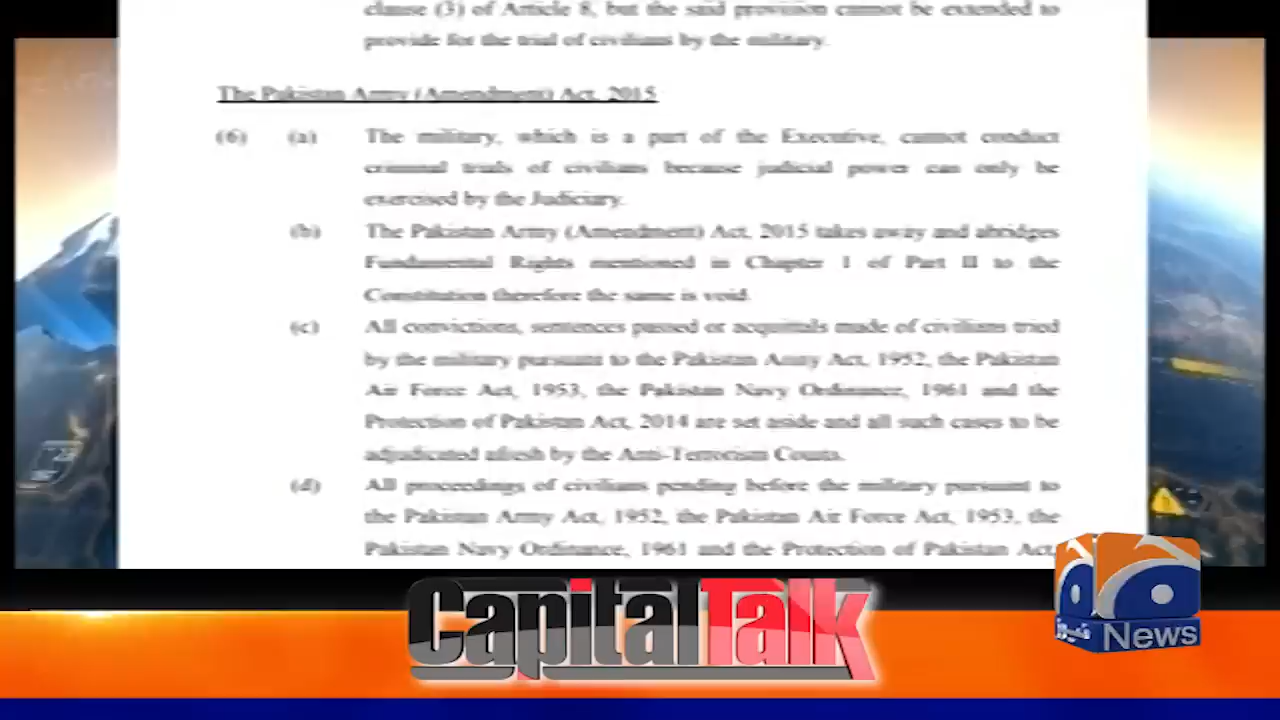 clause (3) of Article 8, but the said provision cannot be extended to
provide for the trial of civilians by the military.
The Pakistan Army (Amendment) Act, 2015
(6) (a) The military, which is a part of the Executive, cannot conduct
criminal trials of civilians because judicial power can only be
exercised by the Judiciary.
(b) The Pakistan Army (Amendment) Act, 2015 takes away and abridges
Fundamental Rights mentioned in Chapter 1 of Part II to the
Constitution therefore the same is void.
(c) All convictions, sentences passed or acquittals made of civilians tried
by the military pursuant to the Pakistan Army Act, 1952, the Pakistan
Air Force Act, 1953, the Pakistan Navy Ordinance, 1961 and the
Protection of Pakistan Act, 2014 are set aside and all such cases to be
adjudicated afresh by the Anti-Terrorism Courts.
(d) All proceedings of civilians pending before the military pursuant to
the Pakistan Army Act, 1952, the Pakistan Air Force Act, 1953, the
Pakistan Navy Ordinance, 1961 and the Protection of Pakistan Act,
Capital Talk
News